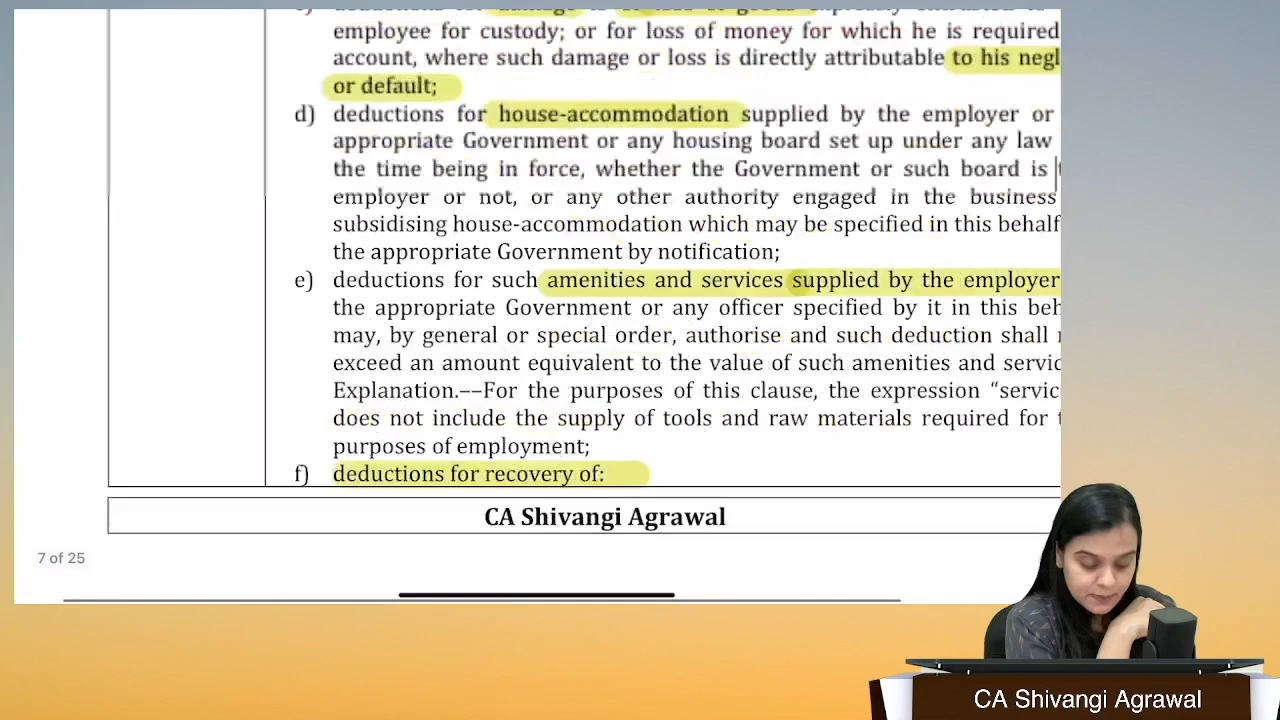 employee for custody; or for loss of money for which he is required
account, where such damage or loss is directly attributable to his negl
or default;
d) deductions for house-accommodation supplied by the employer or
appropriate Government or any housing board set up under any law
the time being in force, whether the Government or such board is
employer or not, or any other authority engaged in the business
subsidising house-accommodation which may be specified in this behalf
the appropriate Government by notification;
e) deductions for such amenities and services supplied by the employer
the appropriate Government or any officer specified by it in this beh
may, by general or special order, authorise and such deduction shall
exceed an amount equivalent to the value of such amenities and servic
Explanation.––For the purposes of this clause, the expression “servic
does not include the supply of tools and raw materials required for
purposes of employment;
f) deductions for recovery of:
CA Shivangi Agrawal
7 of 25
CA Shivangi Agrawal